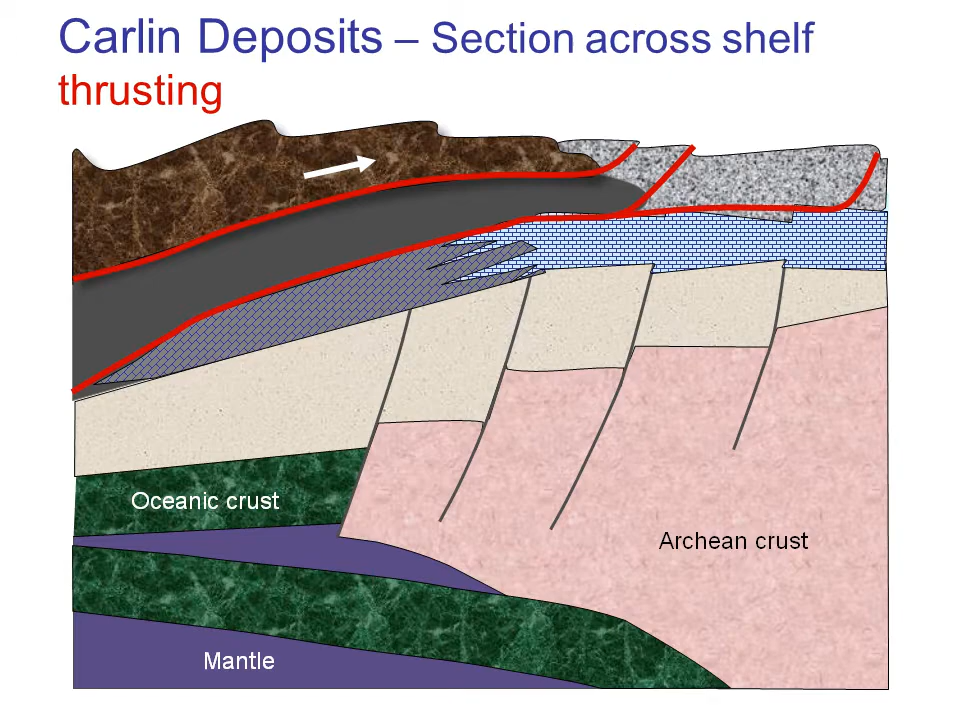 Carlin Deposits – Section across shelf
thrusting
Oceanic crust
Archean crust
Mantle